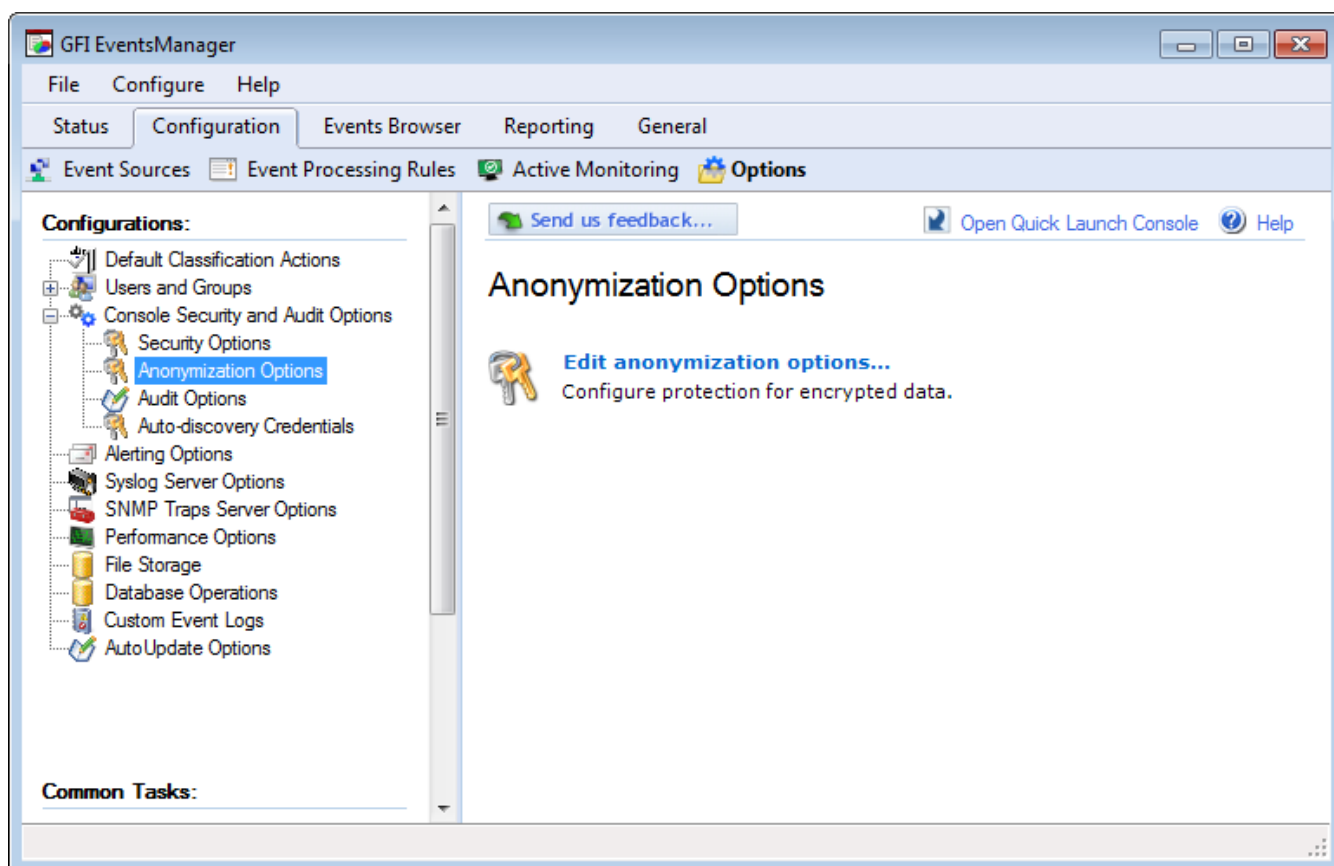 GFI EventsManager
File Configure Help
Status Configuration Events Browser Reporting General
Event Sources Event Processing Rules Active Monitoring Options
Configurations:
Default Classification Actions
Users and Groups
Console Security and Audit Options
Security Options
Anonymization Options
Audit Options
Auto-discovery Credentials
Alerting Options
Syslog Server Options
SNMP Traps Server Options
Performance Options
File Storage
Database Operations
Custom Event Logs
AutoUpdate Options
Common Tasks:
Send us feedback...
Open Quick Launch Console Help
Anonymization Options
Edit anonymization options...
Configure protection for encrypted data.